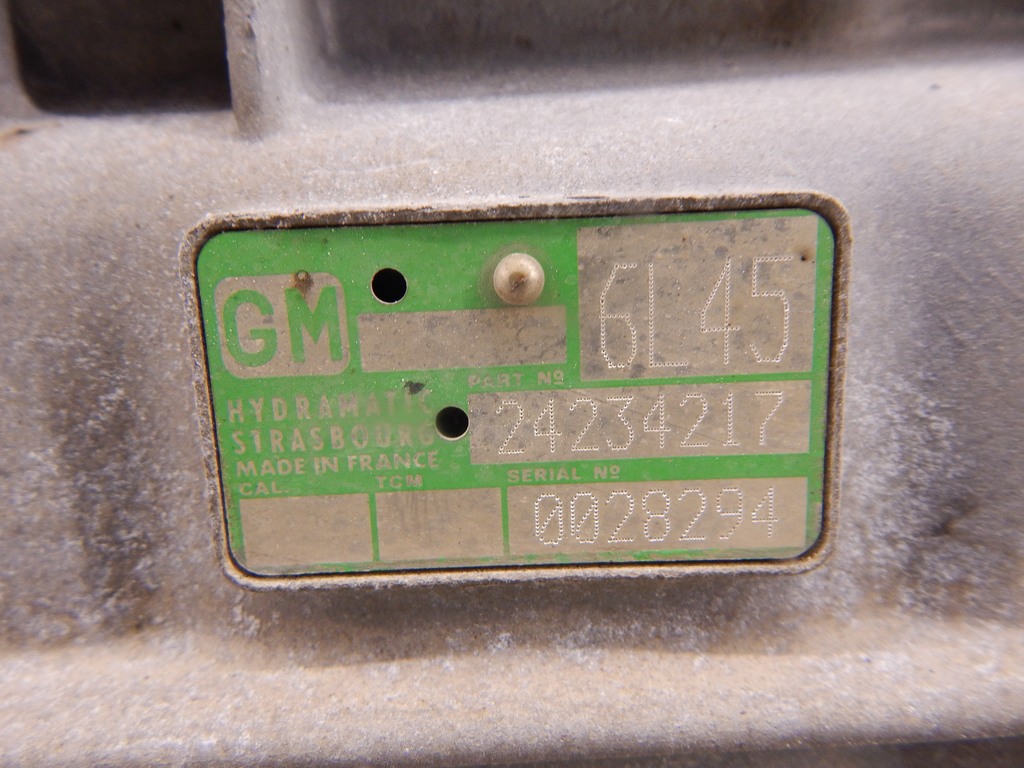 GM
6L45
PART Nº
HYDRAMATIC
24234217
STRASBOURG
MADE IN FRANCE
CAL.
TCM
SERIAL Nº
0028294